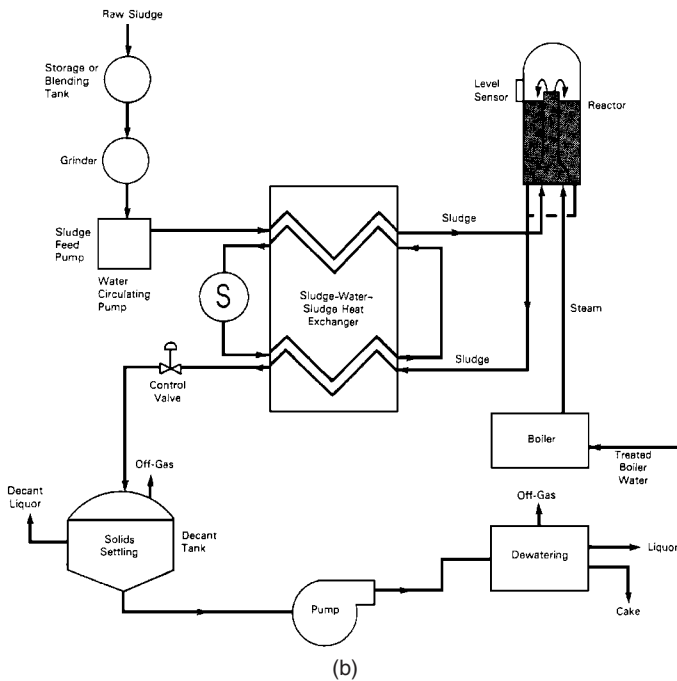 Raw Sludge
Storage or
Blending
Tank
Grinder
Sludge
Feed
Pump
Water
Circulating
Pump
S
Sludge-Water-
Sludge Heat
Exchanger
Sludge
Sludge
Level
Sensor
Reactor
Steam
Boiler
Treated
Boiler
Water
Control
Valve
Off-Gas
Decant
Liquor
Solids
Settling
Decant
Tank
Pump
Off-Gas
Dewatering
Liquor
Cake
(b)